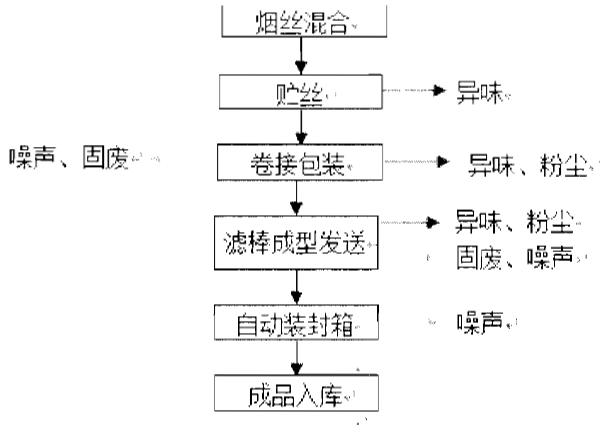 烟丝混合
贮丝
异味
噪声、固废
卷接包装
异味、粉尘
滤棒成型发送
异味、粉尘
固废、噪声
自动装封箱
噪声
成品入库